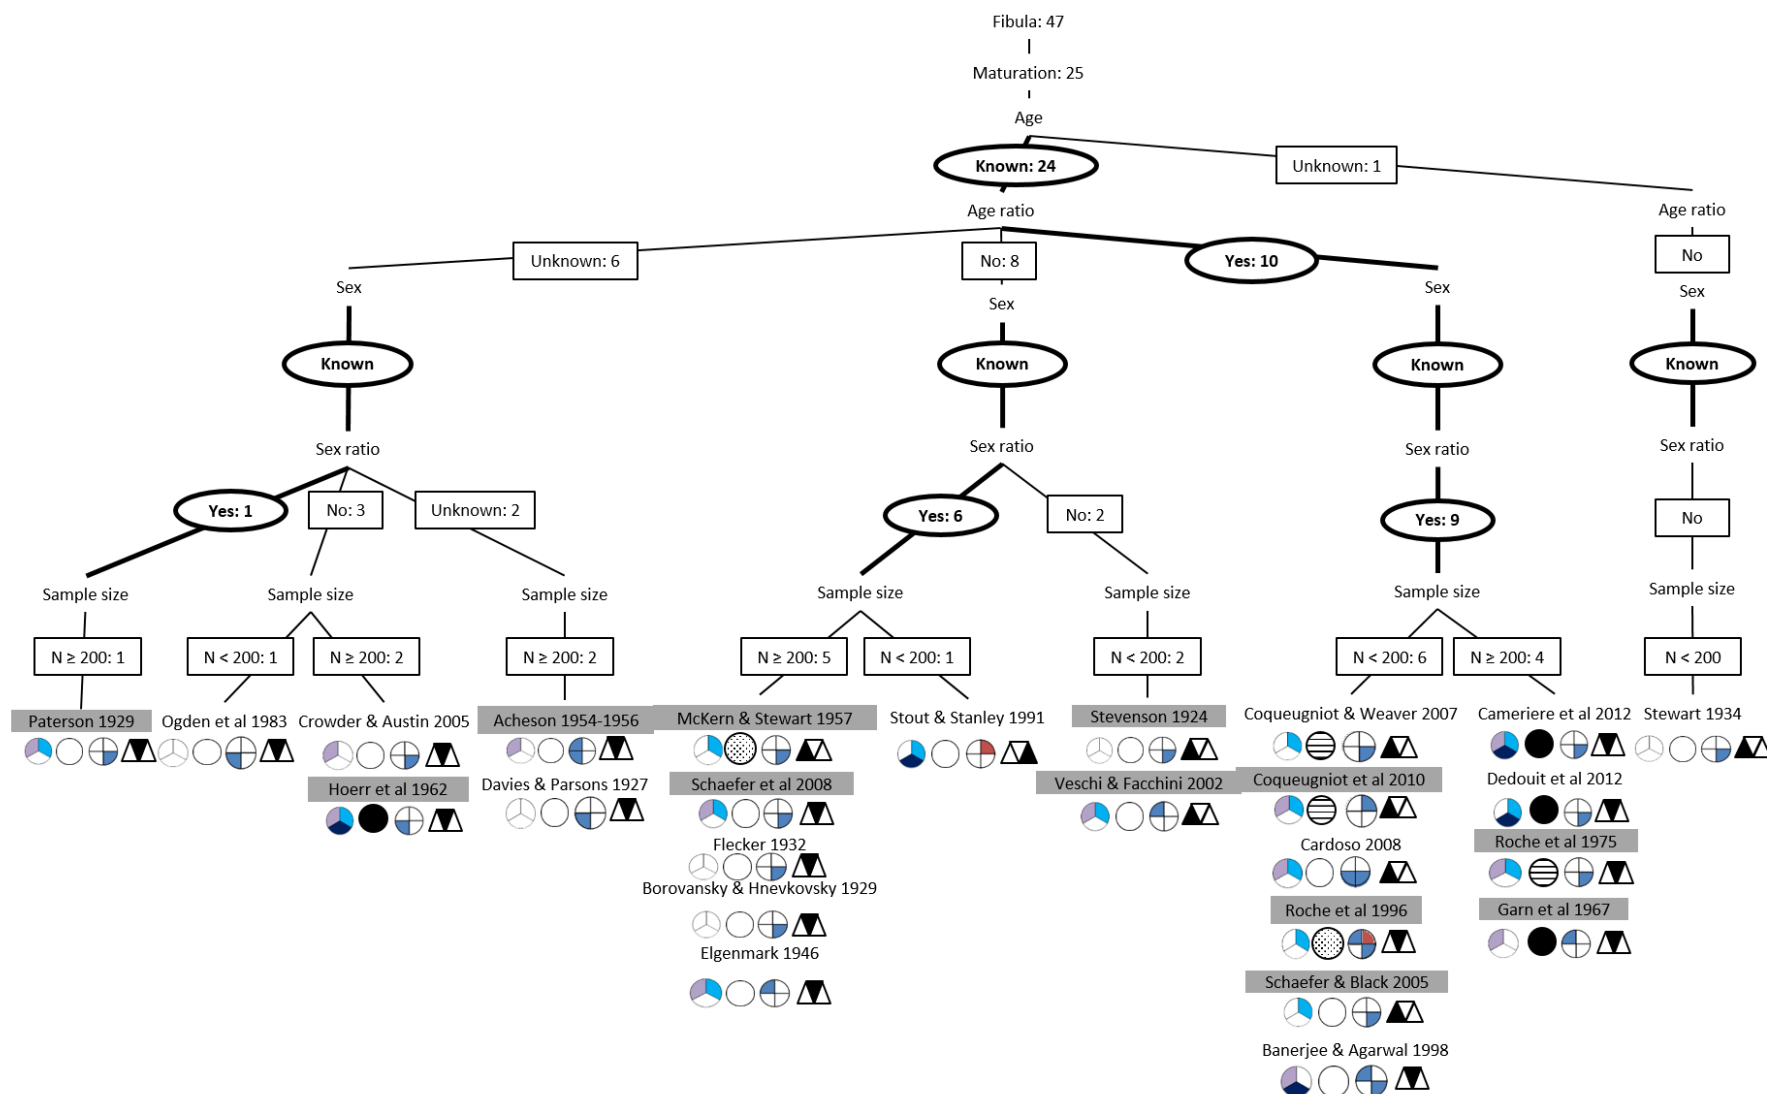 Fibula: 47
Maturation: 25
Age
Known: 24
Unknown: 1
Age ratio
Age ratio
Unknown: 6
No: 8
Yes: 10
No
Sex
Sex
Sex
Sex
Known
Known
Known
Known
Sex ratio
Sex ratio
Sex ratio
Sex ratio
Yes: 1
No: 3
Unknown: 2
Yes: 6
No: 2
Yes: 9
No
Sample size
Sample size
Sample size
Sample size
Sample size
Sample size
Sample size
N ≥ 200: 1
N < 200: 1
N ≥ 200: 2
N ≥ 200: 2
N ≥ 200: 5
N < 200: 1
N < 200: 2
N < 200: 6
N ≥ 200: 4
N < 200
Paterson 1929
Ogden et al 1983
Crowder & Austin 2005
Acheson 1954-1956
McKern & Stewart 1957
Stout & Stanley 1991
Stevenson 1924
Coqueugniot & Weaver 2007
Cameriere et al 2012
Stewart 1934
Hoerr et al 1962
Davies & Parsons 1927
Schaefer et al 2008
Veschi & Facchini 2002
Coqueugniot et al 2010
Dedouit et al 2012
Flecker 1932
Cardoso 2008
Roche et al 1975
Borovansky & Hnevkovsky 1929
Roche et al 1996
Garn et al 1967
Elgenmark 1946
Schaefer & Black 2005
Banerjee & Agarwal 1998